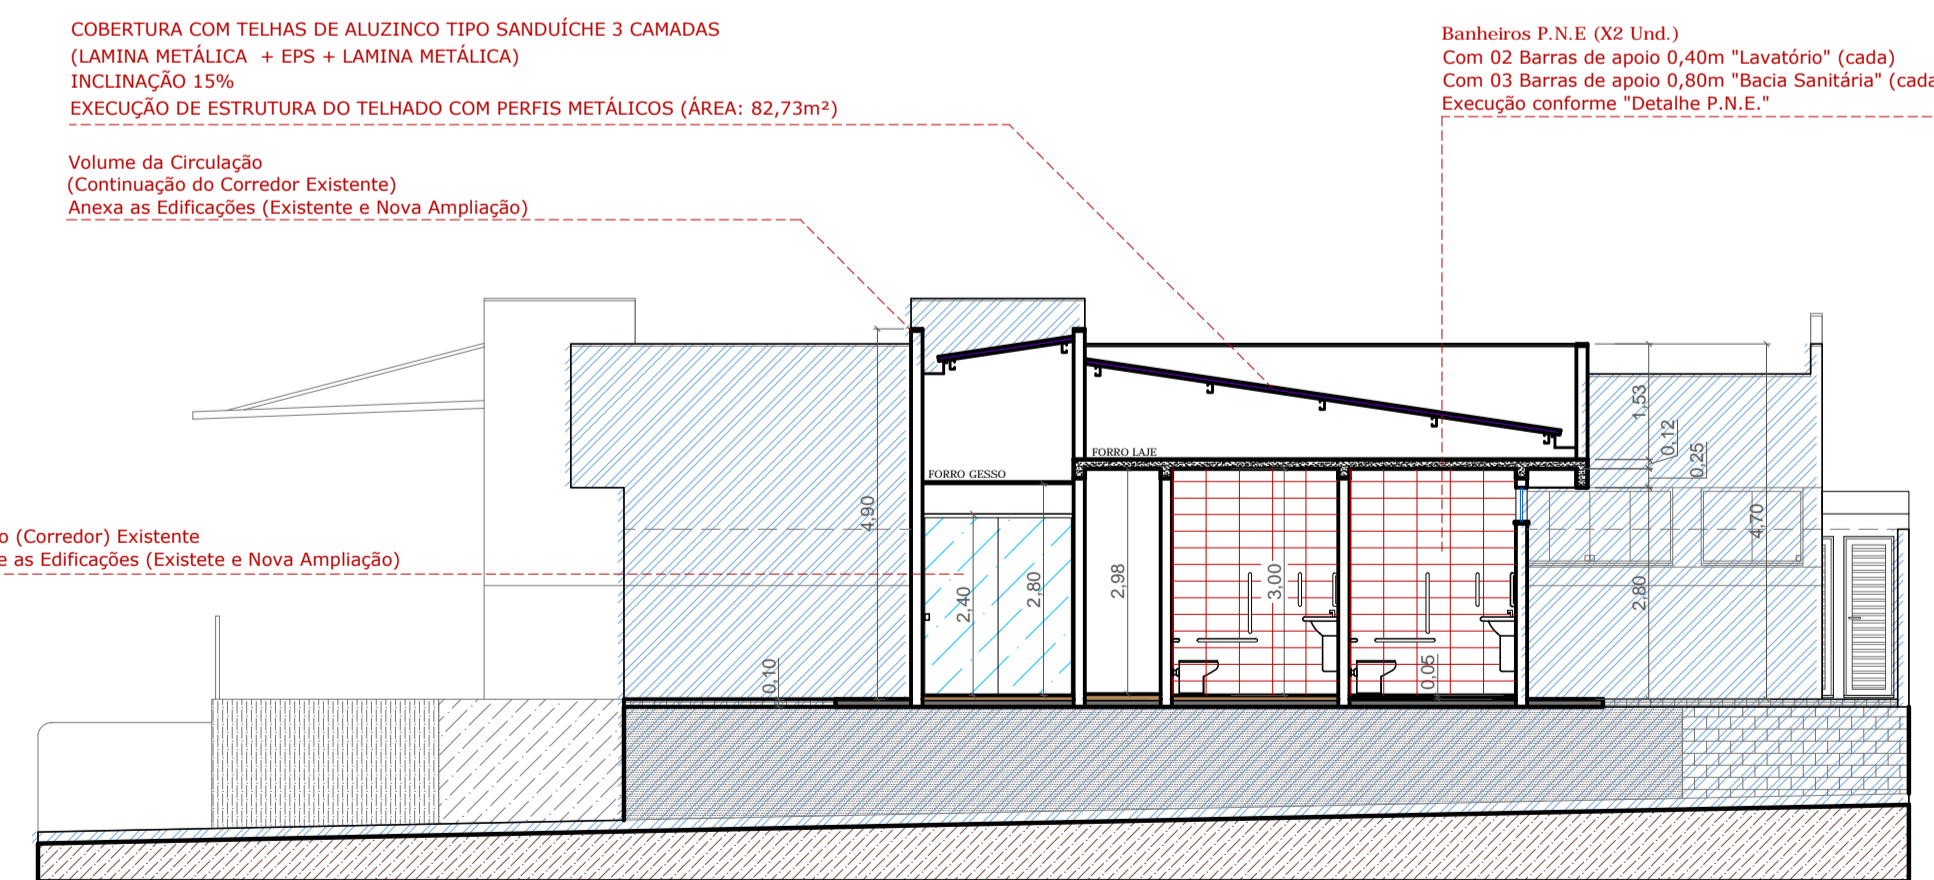 COBERTURA COM TELHAS DE ALUZINCO TIPO SANDUÍCHE 3 CAMADAS
(LAMINA METÁLICA + EPS + LAMINA METÁLICA)
INCLINAÇÃO 15%
EXECUÇÃO DE ESTRUTURA DO TELHADO COM PERFIS METÁLICOS (ÁREA: 82,73m²)
Volume da Circulação
(Continuação do Corredor Existente)
Anexa as Edificações (Existente e Nova Ampliação)
Banheiros P.N.E (X2 Und.)
Com 02 Barras de apoio 0,40m "Lavatório" (cada)
Com 03 Barras de apoio 0,80m "Bacia Sanitária" (cada
Execução conforme "Detalhe P.N.E."
o (Corredor) Existente
e as Edificações (Existete e Nova Ampliação)
FORRO LAJE
FORRO GESSO
4,90
2,40
2,80
2,98
3,00
0,05
0,10
1,53
0,12
0,25
4,70
2,80